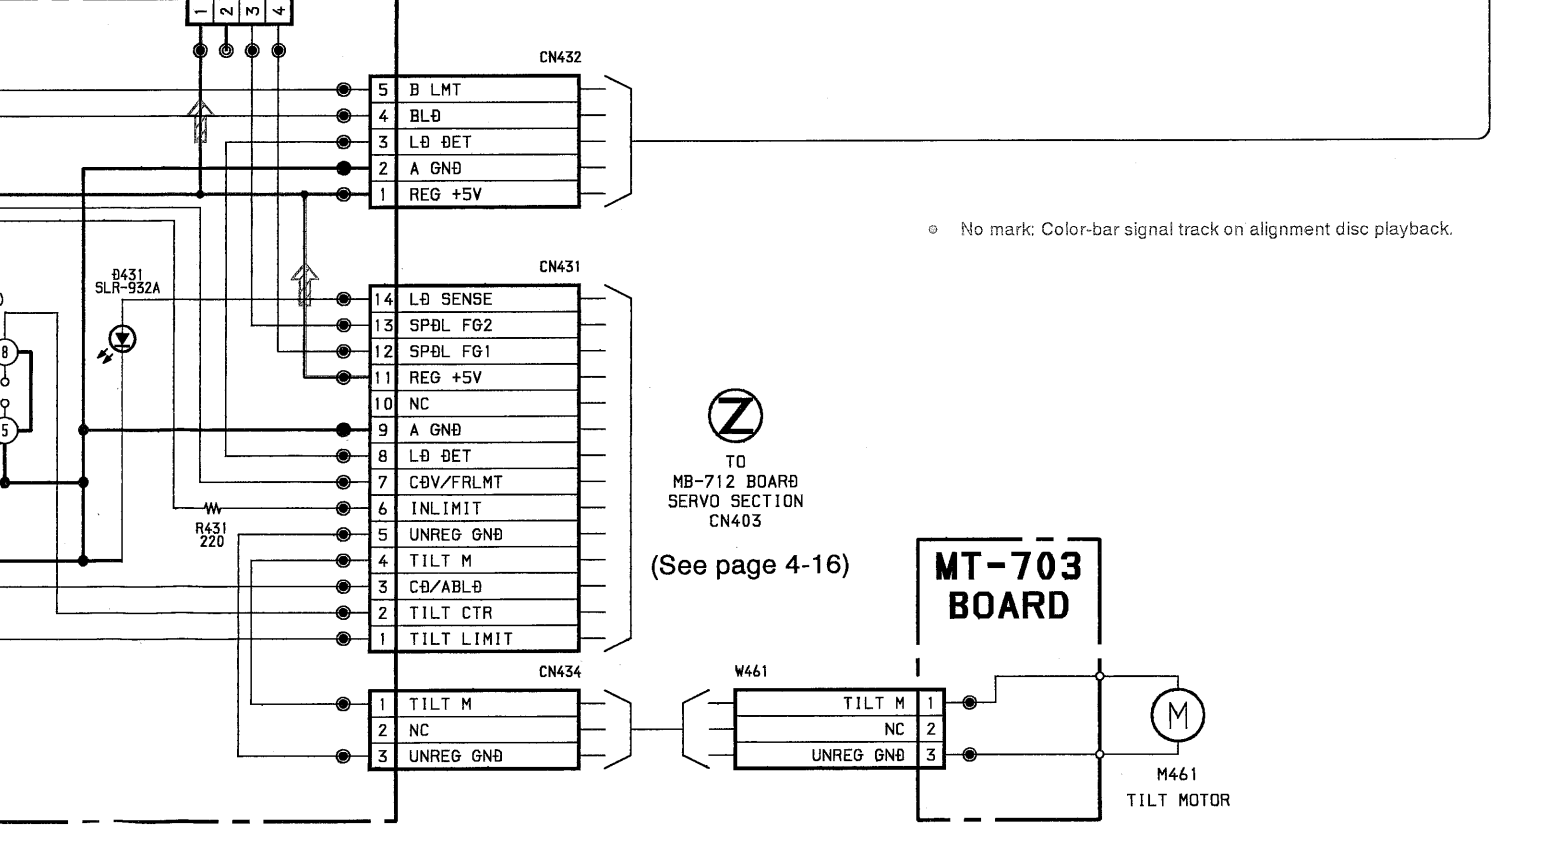 1 2 3 4
CN432
5 B LMT
4 BLD
3 LD DET
2 A GND
1 REG +5V
No mark: Color-bar signal track on alignment disc playback.
D431
SLR-932A
CN431
14 LD SENSE
13 SPDL FG2
12 SPDL FG1
11 REG +5V
10 NC
9 A GND
8 LD DET
7 CDV/FRLMT
6 INLIMIT
5 UNREG GND
4 TILT M
3 CD/ABLD
2 TILT CTR
1 TILT LIMIT
8
5
R431
220
Z
TO
MB-712 BOARD
SERVO SECTION
CN403
(See page 4-16)
MT-703
BOARD
CN434
1 TILT M
2 NC
3 UNREG GND
W461
TILT M 1
NC 2
UNREG GND 3
M
M461
TILT MOTOR